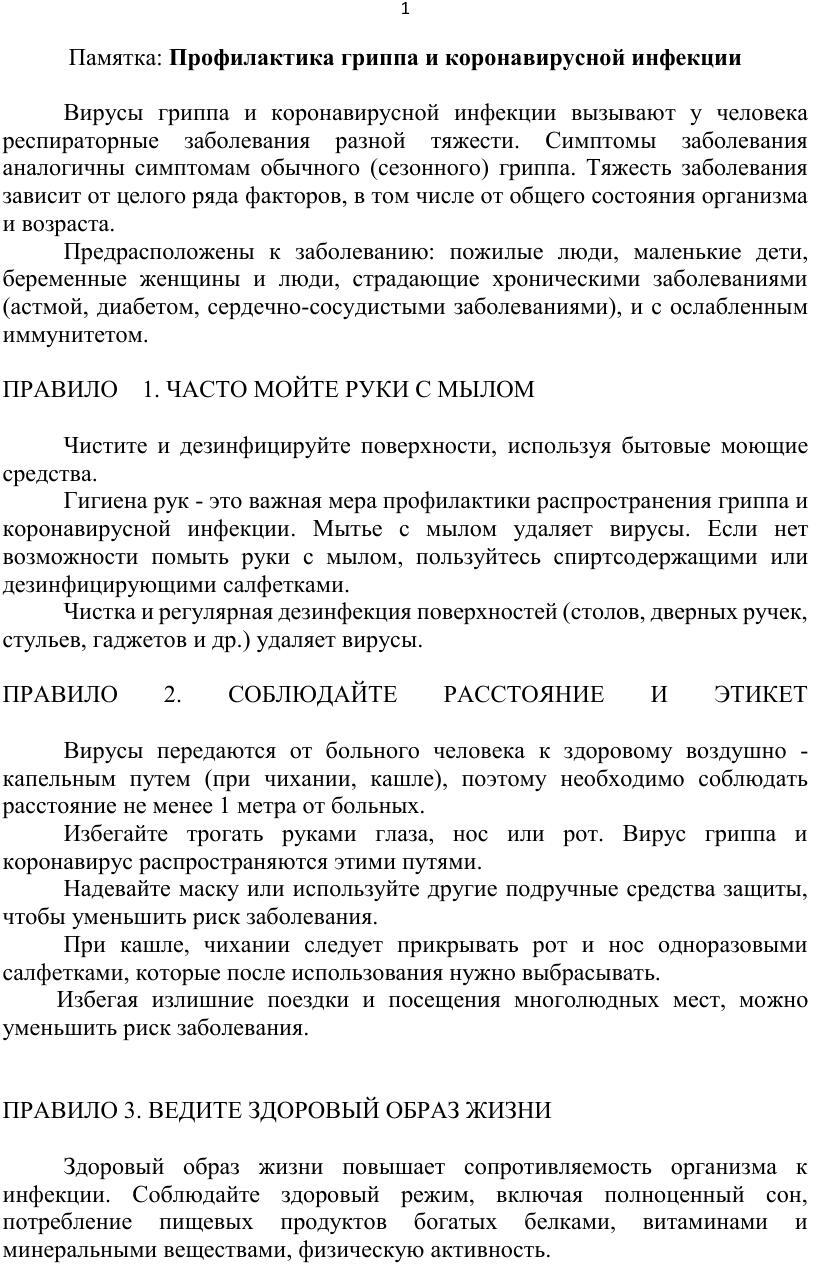 1
Памятка: Профилактика гриппа и коронавирусной инфекции
Вирусы гриппа и коронавирусной инфекции вызывают у человека
респираторные заболевания разной тяжести. Симптомы заболевания
аналогичны симптомам обычного (сезонного) гриппа. Тяжесть заболевания
зависит от целого ряда факторов, в том числе от общего состояния организма
и возраста.
Предрасположены к заболеванию: пожилые люди, маленькие дети,
беременные женщины и люди, страдающие хроническими заболеваниями
(астмой, диабетом, сердечно-сосудистыми заболеваниями), и с ослабленным
иммунитетом.
ПРАВИЛО 1. ЧАСТО МОЙТЕ РУКИ С МЫЛОМ
Чистите и дезинфицируйте поверхности, используя бытовые моющие
средства.
Гигиена рук - это важная мера профилактики распространения гриппа и
коронавирусной инфекции. Мытье с мылом удаляет вирусы. Если нет
возможности помыть руки с мылом, пользуйтесь спиртсодержащими или
дезинфицирующими салфетками.
Чистка и регулярная дезинфекция поверхностей (столов, дверных ручек,
стульев, гаджетов и др.) удаляет вирусы.
ПРАВИЛО 2. СОБЛЮДАЙТЕ РАССТОЯНИЕ И ЭТИКЕТ
Вирусы передаются от больного человека к здоровому воздушно -
капельным путем (при чихании, кашле), поэтому необходимо соблюдать
расстояние не менее 1 метра от больных.
Избегайте трогать руками глаза, нос или рот. Вирус гриппа и
коронавирус распространяются этими путями.
Надевайте маску или используйте другие подручные средства защиты,
чтобы уменьшить риск заболевания.
При кашле, чихании следует прикрывать рот и нос одноразовыми
салфетками, которые после использования нужно выбрасывать.
Избегая излишние поездки и посещения многолюдных мест, можно
уменьшить риск заболевания.
ПРАВИЛО 3. ВЕДИТЕ ЗДОРОВЫЙ ОБРАЗ ЖИЗНИ
Здоровый образ жизни повышает сопротивляемость организма к
инфекции. Соблюдайте здоровый режим, включая полноценный сон,
потребление пищевых продуктов богатых белками, витаминами и
минеральными веществами, физическую активность.